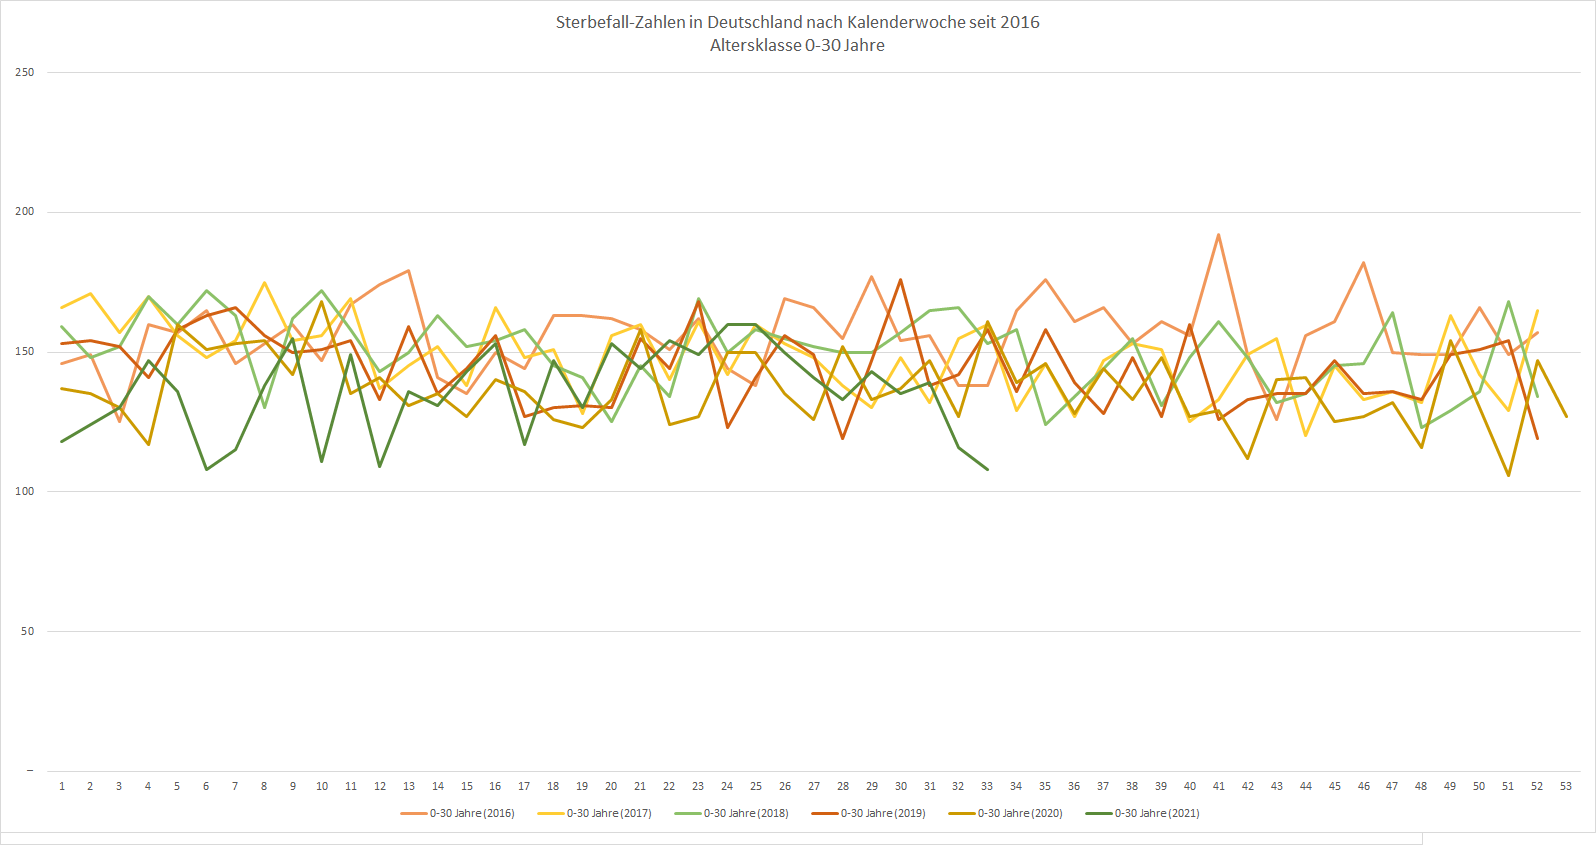 Sterbefall-Zahlen in Deutschland nach Kalenderwoche seit 2016
Altersklasse 0-30 Jahre
250
200
150
100
50
–
1 2 3 4 5 6 7 8 9 10 11 12 13 14 15 16 17 18 19 20 21 22 23 24 25 26 27 28 29 30 31 32 33 34 35 36 37 38 39 40 41 42 43 44 45 46 47 48 49 50 51 52 53
0-30 Jahre (2016) 0-30 Jahre (2017) 0-30 Jahre (2018) 0-30 Jahre (2019) 0-30 Jahre (2020) 0-30 Jahre (2021)